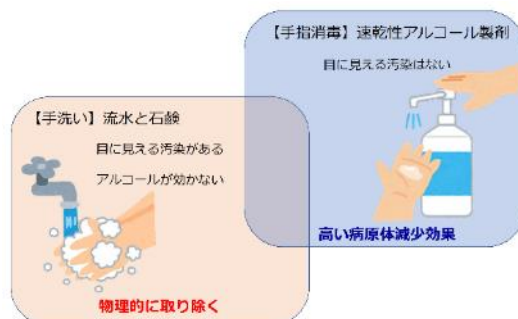 【手指消毒】速乾性アルコール製剤
目に見える汚染はない
高い病原体減少効果
【手洗い】流水と石鹸
目に見える汚染がある
アルコールが効かない
物理的に取り除く